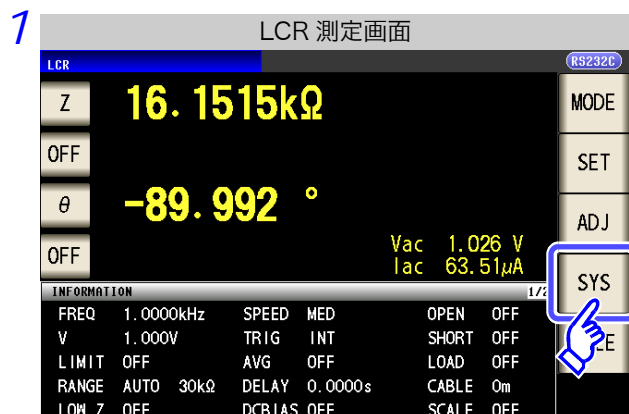 1
LCR 測定画面
LCR RS232C
Z 16.1515kΩ MODE
OFF SET
θ -89.992 ° ADJ
OFF Vac 1.026 V
Iac 63.51μA SYS
INFORMATION
FREQ 1.0000kHz SPEED MED OPEN OFF
V 1.000V TRIG INT SHORT OFF
LIMIT OFF AVG OFF LOAD OFF
RANGE AUTO 30kΩ DELAY 0.0000s CABLE 0m
LOW Z OFF DCBIAS OFF SCALE OFF